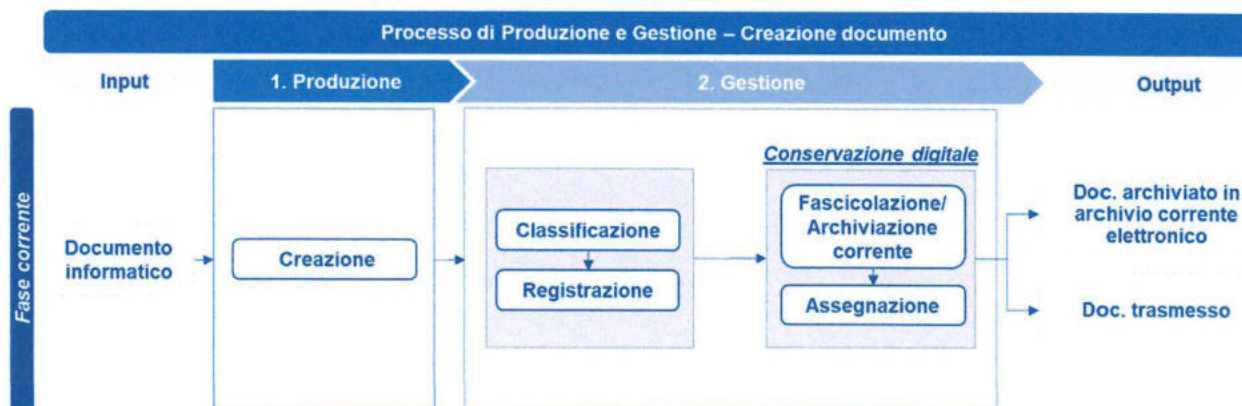 Processo di Produzione e Gestione – Creazione documento
Input
1. Produzione
2. Gestione
Output
Fase corrente
Documento
informatico
Creazione
Classificazione
Registrazione
Conservazione digitale
Fascicolazione/
Archiviazione
corrente
Assegnazione
Doc. archiviato in
archivio corrente
elettronico
Doc. trasmesso